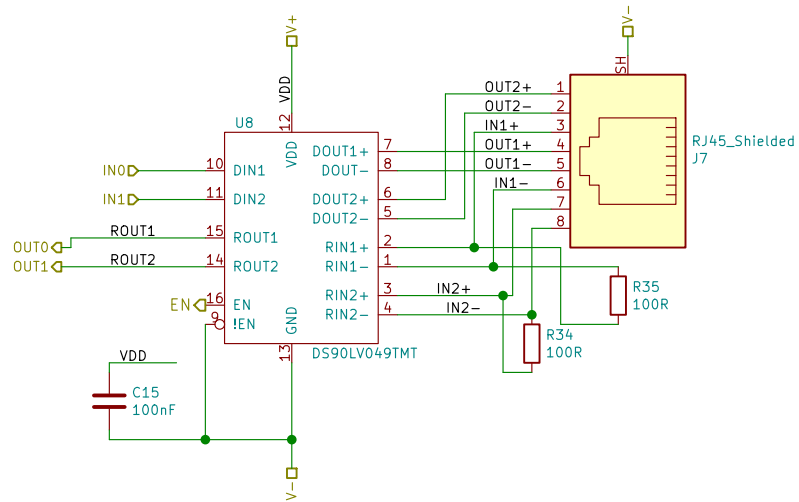 V+
V-
SH
VDD
U8
12
VDD
OUT2+
1
OUT2-
2
IN1+
3
OUT1+
4
OUT1-
5
IN1-
6
7
8
RJ45_Shielded
J7
IN0
10
DIN1
DOUT1+
7
DOUT-
8
IN1
11
DIN2
DOUT2+
6
DOUT2-
5
OUT0
ROUT1
15
ROUT1
RIN1+
2
OUT1
ROUT2
14
ROUT2
RIN1-
1
EN
16
EN
RIN2+
3
IN2+
9
!EN
RIN2-
4
IN2-
GND
13
DS90LV049TMT
R35
100R
R34
100R
VDD
C15
100nF
V-